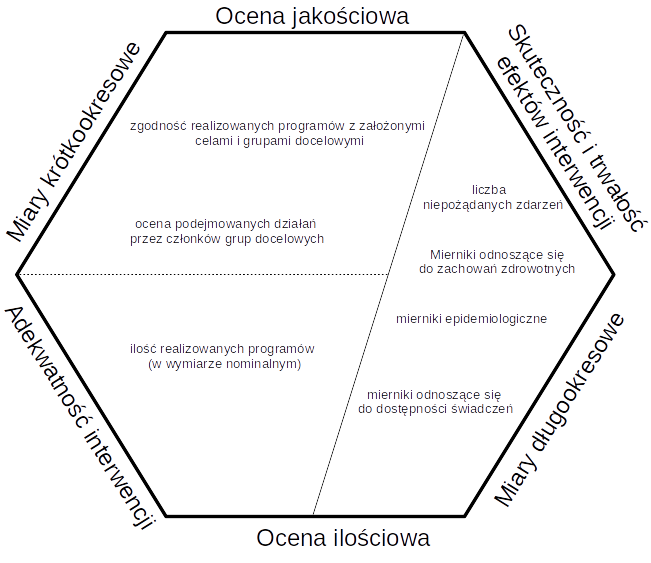 Ocena jakościowa
Miary krótkookresowe
Skuteczność i trwałość
efektów interwencji
zgodność realizowanych programów z założonymi
celami i grupami docelowymi
liczba
niepożądanych zdarzeń
ocena podejmowanych działań
przez członków grup docelowych
Mierniki odnoszące się
do zachowań zdrowotnych
mierniki epidemiologiczne
ilość realizowanych programów
(w wymiarze nominalnym)
mierniki odnoszące się
do dostępności świadczeń
Adekwatność interwencji
Miary długookresowe
Ocena ilościowa